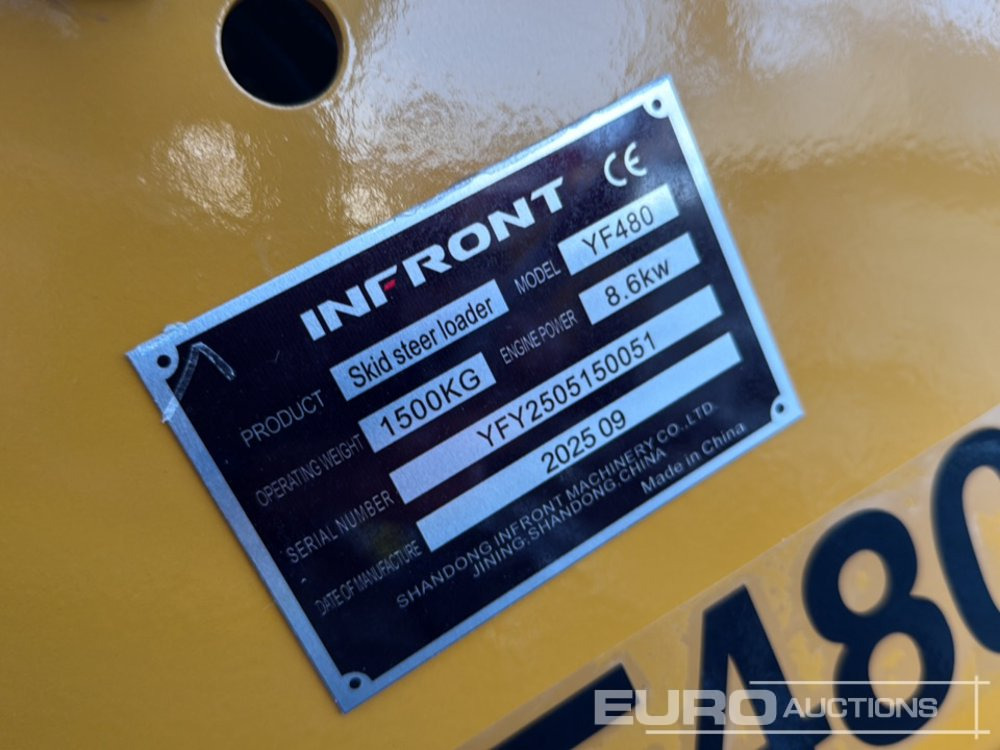 INFRONT CE
PRODUCT Skid steer loader MODEL YF480
OPERATING WEIGHT 1500KG ENGINE POWER 8.6kw
SERIAL NUMBER YFY2505150051
DATE OF MANUFACTURE 2025 09
SHANDONG INFRONT MACHINERY CO.,LTD.
JINING.SHANDONG.CHINA
Made in China
480
EURO AUCTIONS